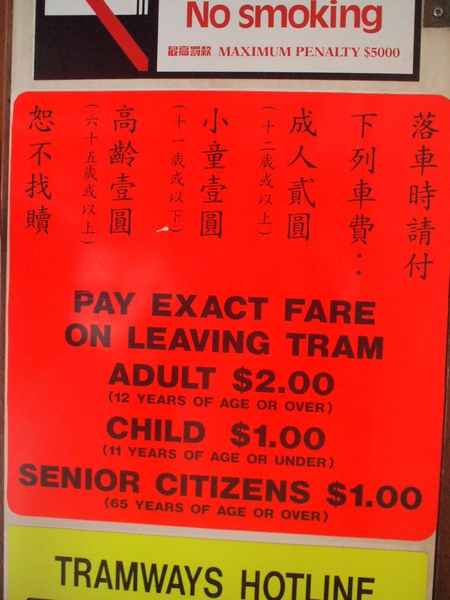 No smoking
最高罰款 MAXIMUM PENALTY $5000
落車時請付
下列車費：
成人貳圓
(十二歲或以上)
小童壹圓
(十一歲或以下)
高齡壹圓
(六十五歲或以上)
恕不找贖
PAY EXACT FARE
ON LEAVING TRAM
ADULT $2.00
(12 YEARS OF AGE OR OVER)
CHILD $1.00
(11 YEARS OF AGE OR UNDER)
SENIOR CITIZENS $1.00
(65 YEARS OF AGE OR OVER)
TRAMWAYS HOTLINE